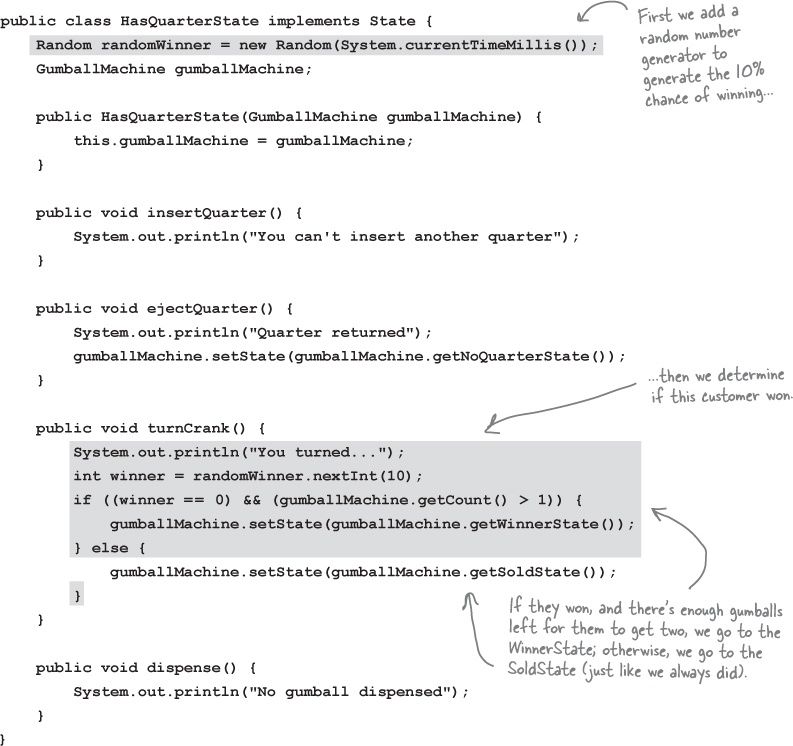 public class HasQuarterState implements State {
Random randomWinner = new Random(System.currentTimeMillis());
GumballMachine gumballMachine;
First we add a
random number
generator to
generate the 10%
chance of winning...
public HasQuarterState(GumballMachine gumballMachine) {
this.gumballMachine = gumballMachine;
}
public void insertQuarter() {
System.out.println("You can't insert another quarter");
}
public void ejectQuarter() {
System.out.println("Quarter returned");
gumballMachine.setState(gumballMachine.getNoQuarterState());
}
...then we determine
if this customer won.
public void turnCrank() {
System.out.println("You turned...");
int winner = randomWinner.nextInt(10);
if ((winner == 0) && (gumballMachine.getCount() > 1)) {
gumballMachine.setState(gumballMachine.getWinnerState());
} else {
gumballMachine.setState(gumballMachine.getSoldState());
}
}
If they won, and there's enough gumballs
left for them to get two, we go to the
WinnerState; otherwise, we go to the
SoldState (just like we always did).
public void dispense() {
System.out.println("No gumball dispensed");
}
}